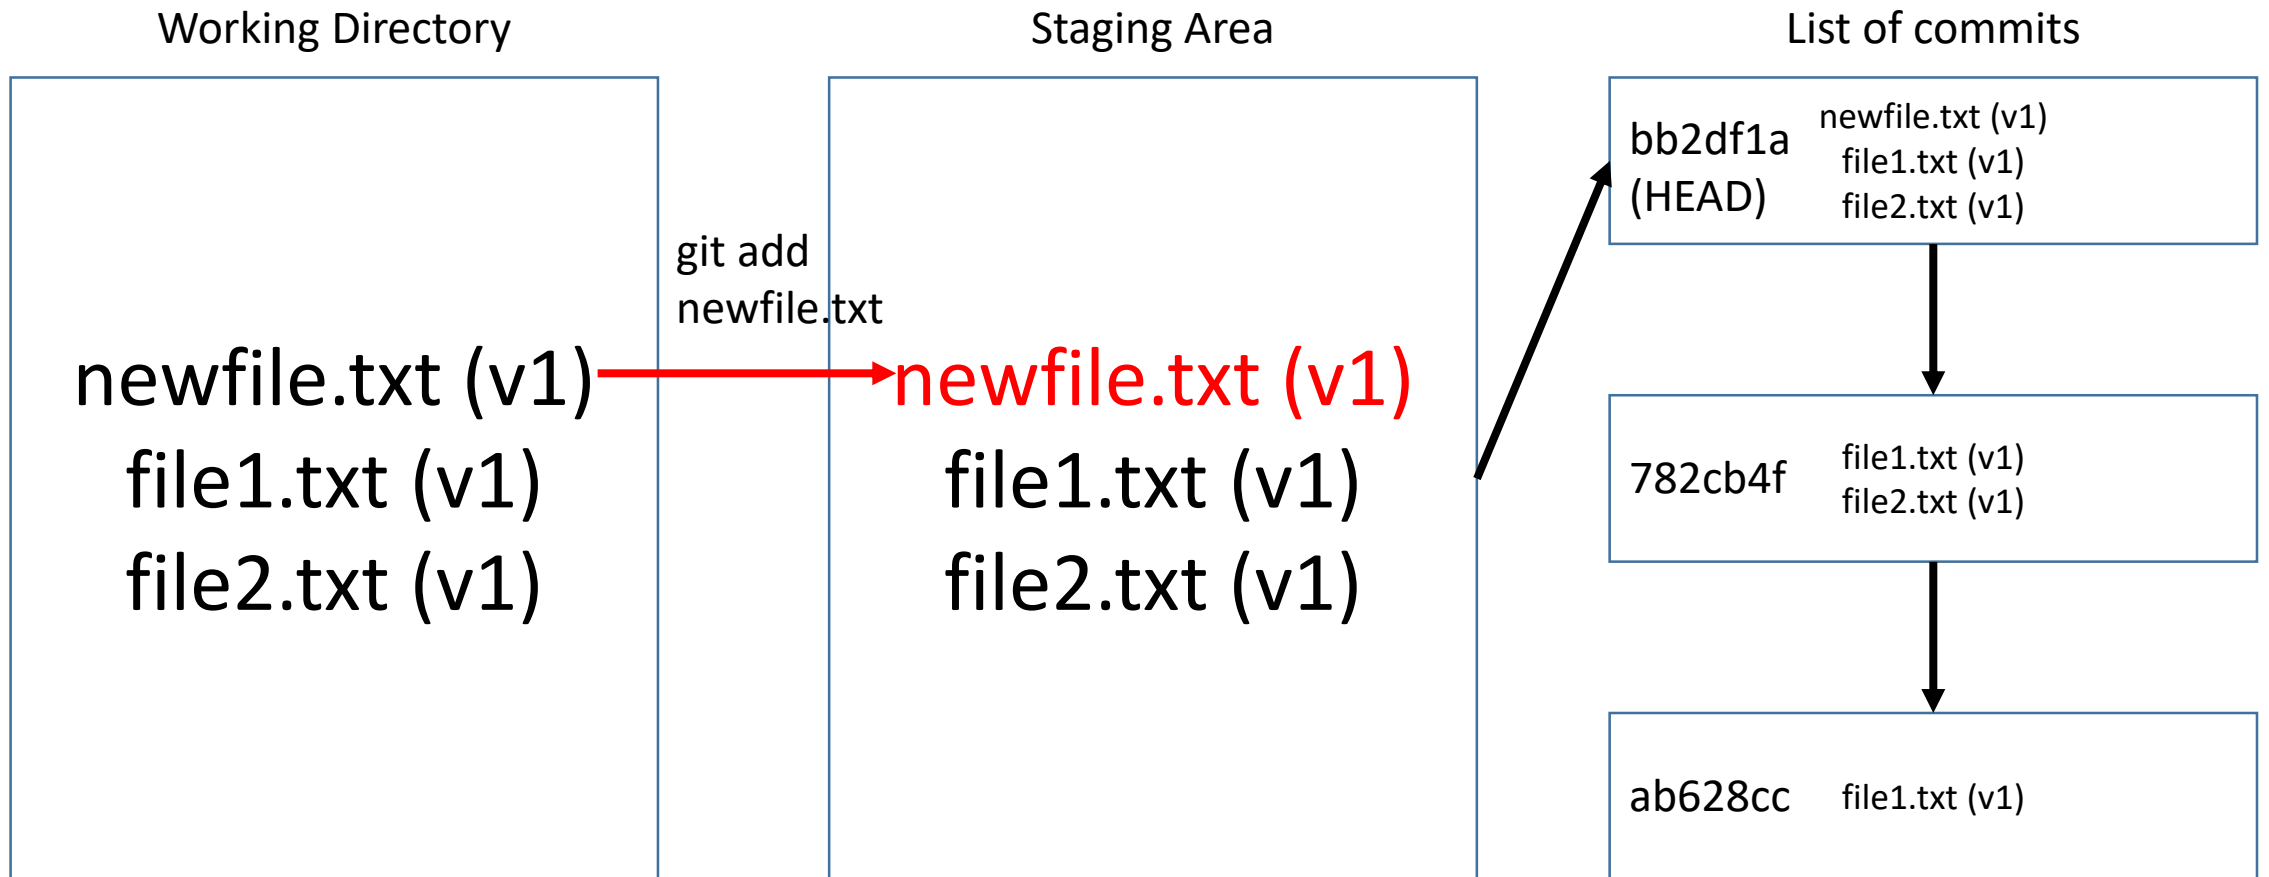 Working Directory
Staging Area
List of commits
newfile.txt (v1)
file1.txt (v1)
file2.txt (v1)
git add
newfile.txt
newfile.txt (v1)
file1.txt (v1)
file2.txt (v1)
bb2df1a
(HEAD)
newfile.txt (v1)
file1.txt (v1)
file2.txt (v1)
782cb4f
file1.txt (v1)
file2.txt (v1)
ab628cc
file1.txt (v1)